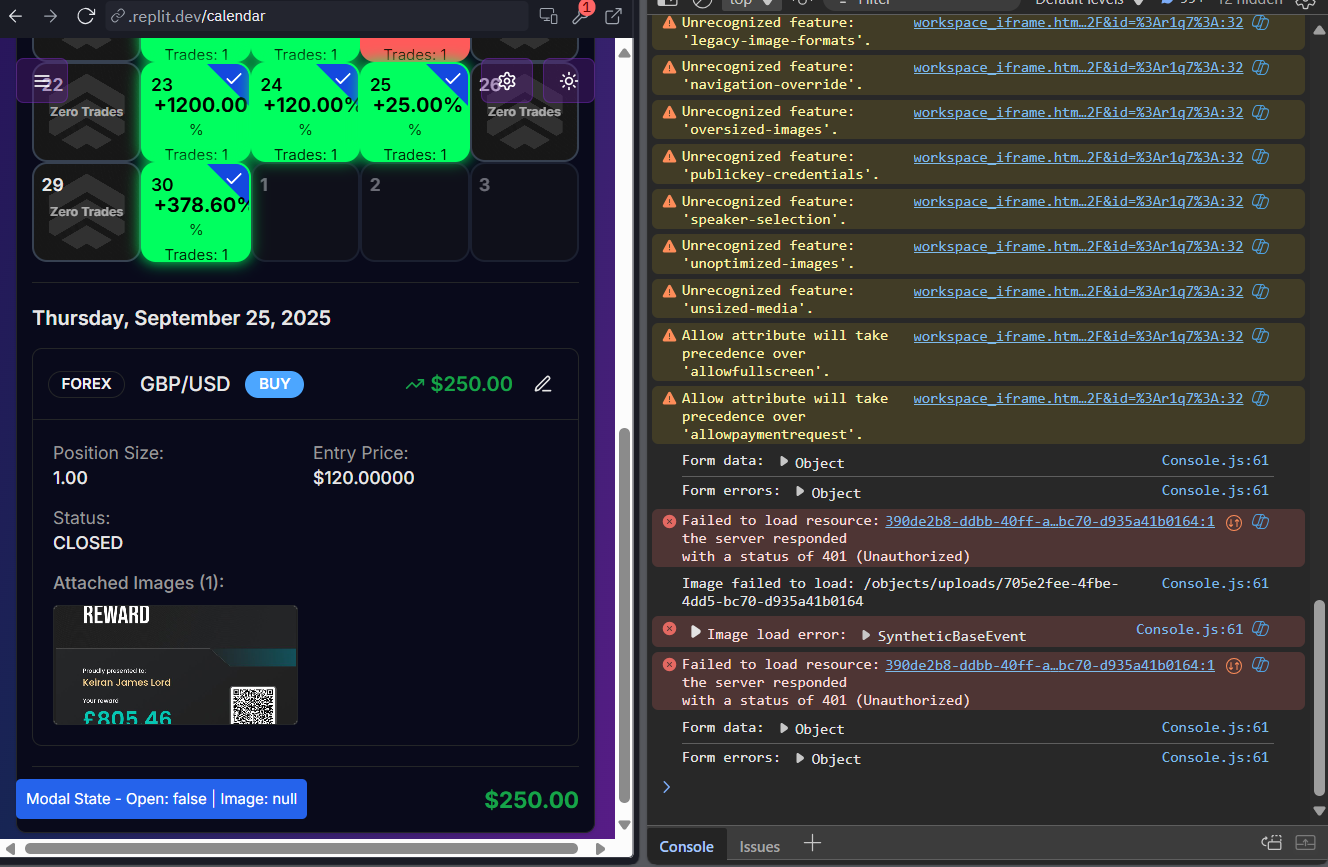 .replit.dev/calendar
1
Trades: 1
Trades: 1
Trades: 1
22
Zero Trades
23
+1200.00
%
Trades: 1
24
+120.00%
%
Trades: 1
25
+25.00%
%
Trades: 1
26
Zero Trades
29
Zero Trades
30
+378.60%
%
Trades: 1
1
2
3
Thursday, September 25, 2025
FOREX GBP/USD BUY $250.00
Position Size: Entry Price:
1.00 $120.00000
Status:
CLOSED
Attached Images (1):
REWARD
Proudly presented to:
Keiran James Lord
Your reward
£805.46
Modal State - Open: false | Image: null
$250.00
top Filter Default levels 99+ 12 hidden
Unrecognized feature: workspace_iframe.htm…2F&id=%3Ar1q7%3A:32
'legacy-image-formats'.
Unrecognized feature: workspace_iframe.htm…2F&id=%3Ar1q7%3A:32
'navigation-override'.
Unrecognized feature: workspace_iframe.htm…2F&id=%3Ar1q7%3A:32
'oversized-images'.
Unrecognized feature: workspace_iframe.htm…2F&id=%3Ar1q7%3A:32
'publickey-credentials'.
Unrecognized feature: workspace_iframe.htm…2F&id=%3Ar1q7%3A:32
'speaker-selection'.
Unrecognized feature: workspace_iframe.htm…2F&id=%3Ar1q7%3A:32
'unoptimized-images'.
Unrecognized feature: workspace_iframe.htm…2F&id=%3Ar1q7%3A:32
'unsized-media'.
Allow attribute will take workspace_iframe.htm…2F&id=%3Ar1q7%3A:32
precedence over
'allowfullscreen'.
Allow attribute will take workspace_iframe.htm…2F&id=%3Ar1q7%3A:32
precedence over
'allowpaymentrequest'.
Form data: Object Console.js:61
Form errors: Object Console.js:61
Failed to load resource: 390de2b8-ddbb-40ff-a…bc70-d935a41b0164:1
the server responded
with a status of 401 (Unauthorized)
Image failed to load: /objects/uploads/705e2fee-4fbe- Console.js:61
4dd5-bc70-d935a41b0164
Image load error: SyntheticBaseEvent Console.js:61
Failed to load resource: 390de2b8-ddbb-40ff-a…bc70-d935a41b0164:1
the server responded
with a status of 401 (Unauthorized)
Form data: Object Console.js:61
Form errors: Object Console.js:61
Console Issues